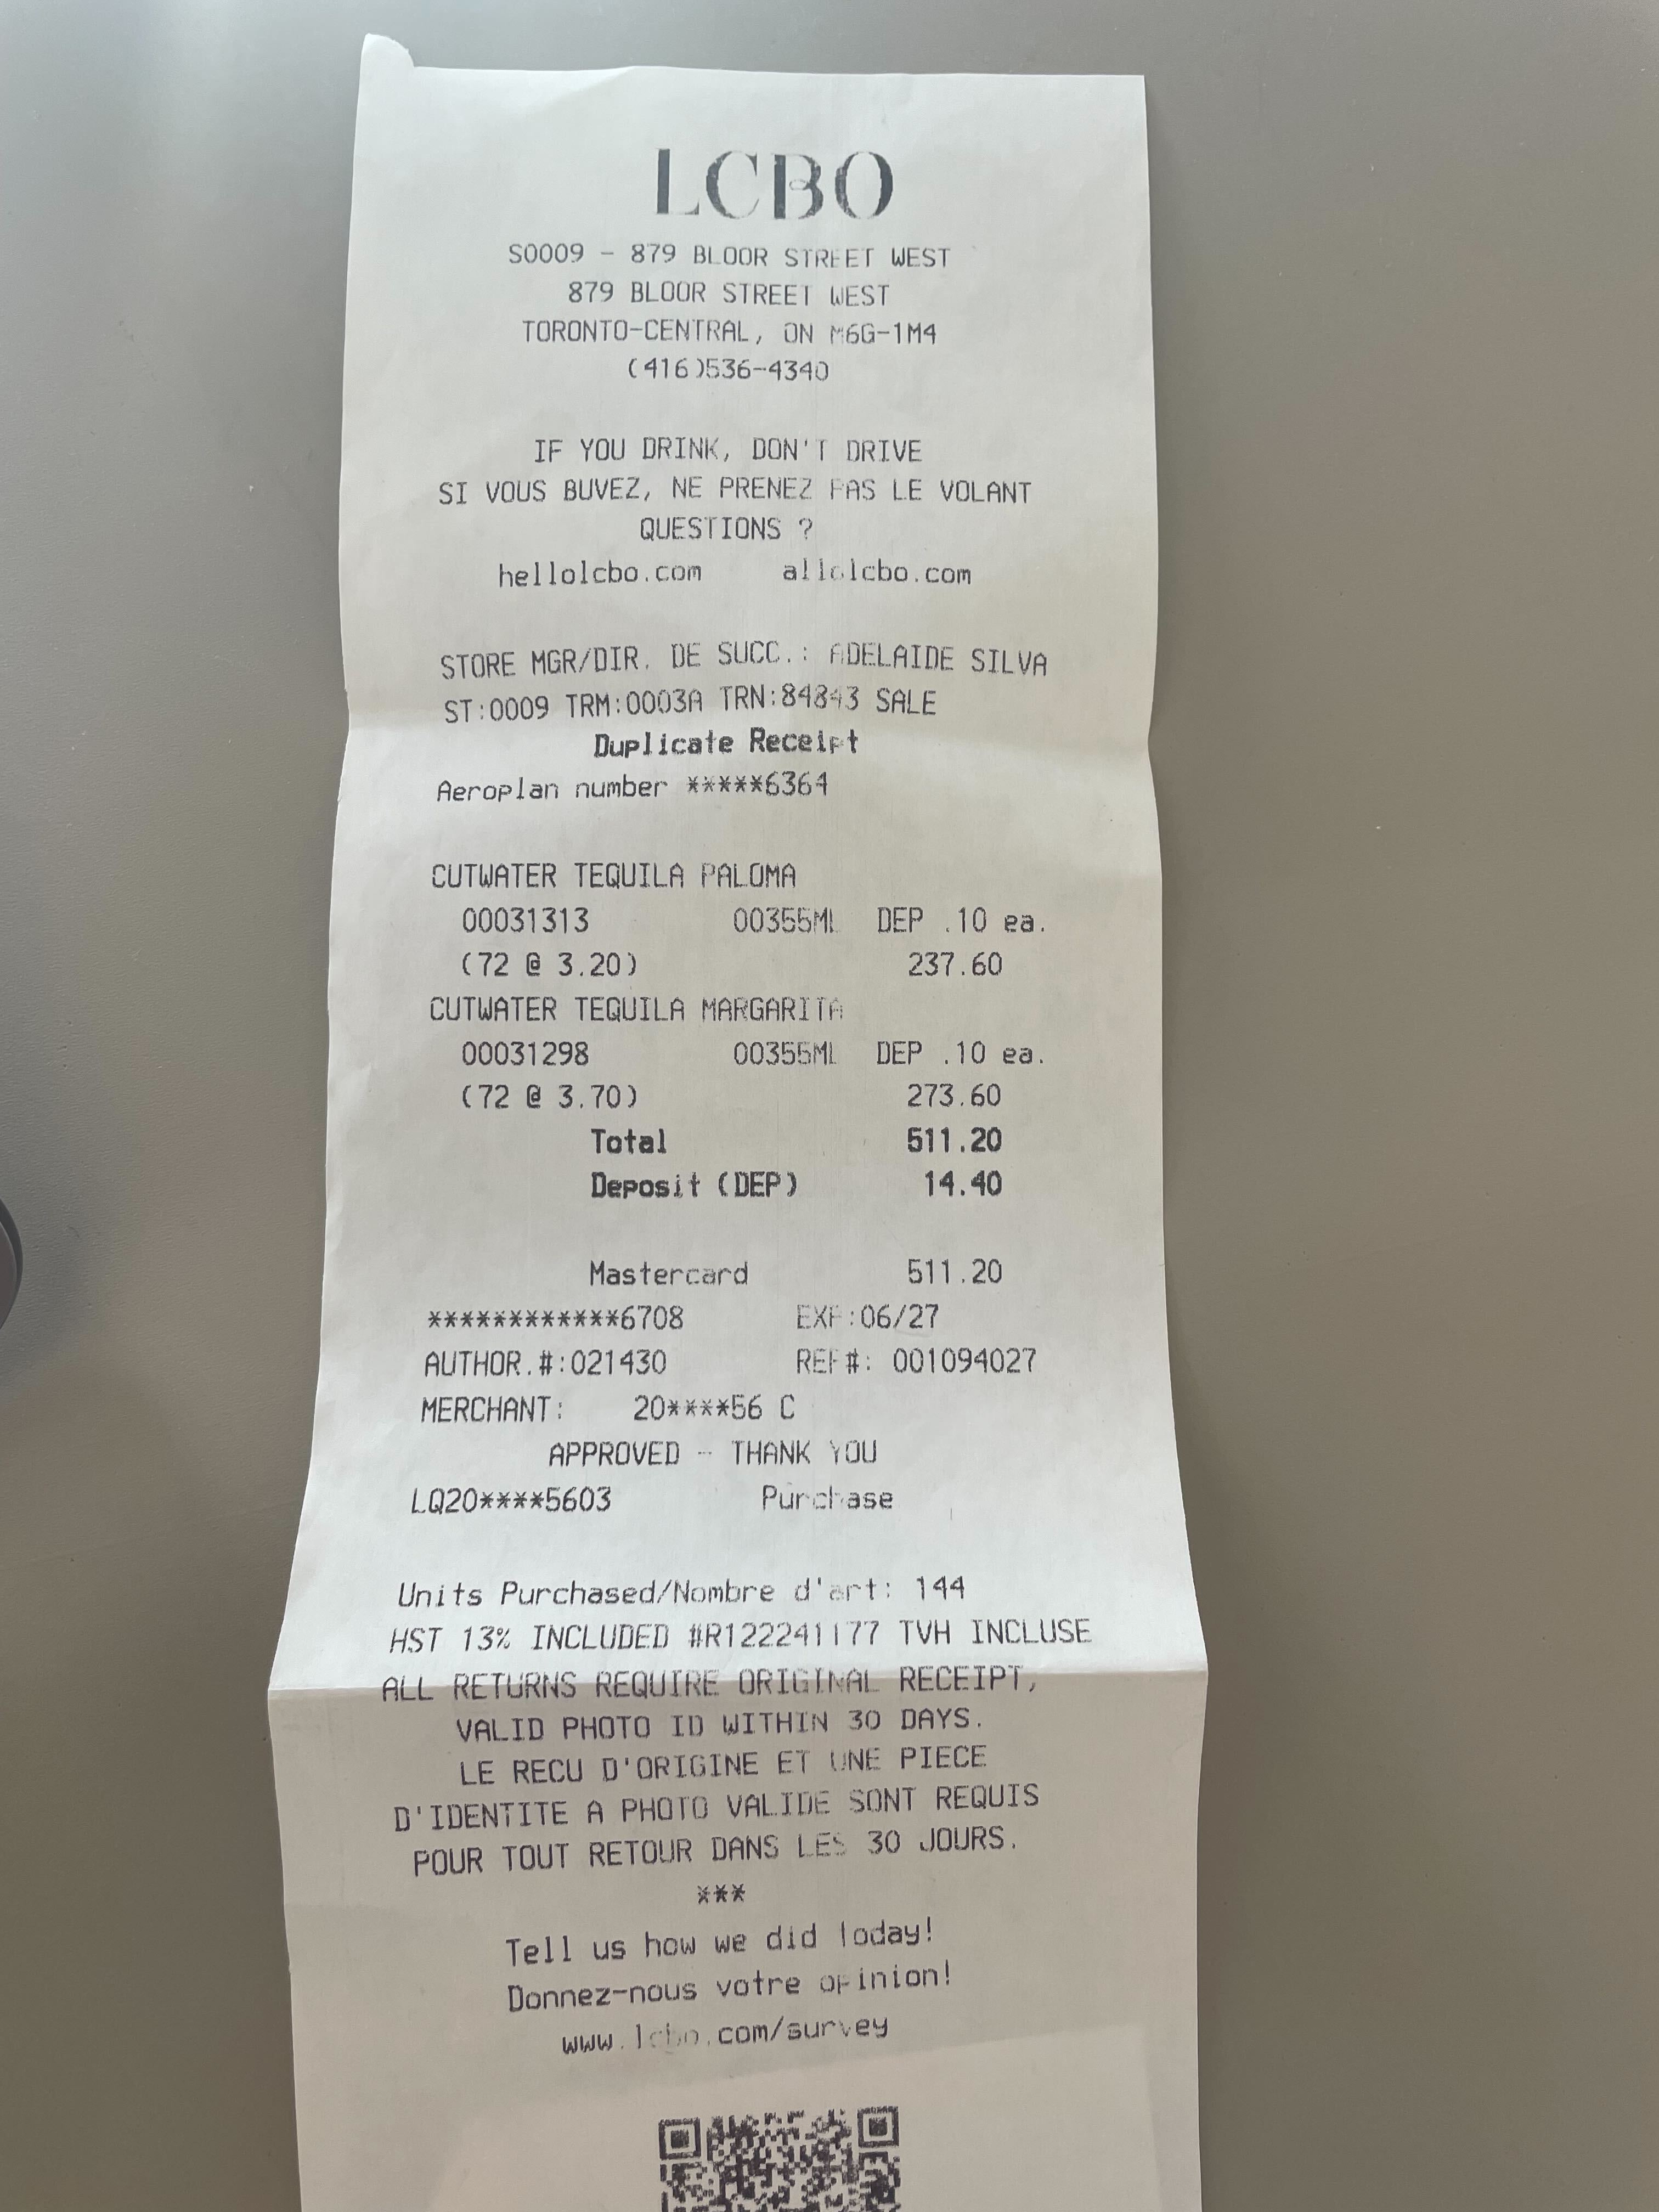 LCBO
S0009 - 879 BLOOR STREET WEST
879 BLOOR STREET WEST
TORONTO-CENTRAL, ON M6G-1M4
(416)536-4340
IF YOU DRINK, DON'T DRIVE
SI VOUS BUVEZ, NE PRENEZ PAS LE VOLANT
QUESTIONS ?
hellolcbo.com allolcbo.com
STORE MGR/DIR. DE SUCC.: ADELAIDE SILVA
ST:0009 TRM:0003A TRN:84843 SALE
Duplicate Receipt
Aeroplan number *****6364
CUTWATER TEQUILA PALOMA
00031313 00355ML DEP .10 ea.
(72 @ 3.20) 237.60
CUTWATER TEQUILA MARGARITA
00031298 00355ML DEP .10 ea.
(72 @ 3.70) 273.60
Total 511.20
Deposit (DEP) 14.40
Mastercard 511.20
************6708 EXP:06/27
AUTHOR.#:021430 REF#: 001094027
MERCHANT: 20****56 C
APPROVED - THANK YOU
LQ20****5603 Purchase
Units Purchased/Nombre d'art: 144
HST 13% INCLUDED #R122241177 TVH INCLUSE
ALL RETURNS REQUIRE ORIGINAL RECEIPT,
VALID PHOTO ID WITHIN 30 DAYS.
LE RECU D'ORIGINE ET UNE PIECE
D'IDENTITE A PHOTO VALIDE SONT REQUIS
POUR TOUT RETOUR DANS LES 30 JOURS.
***
Tell us how we did today!
Donnez-nous votre opinion!
www.lcbo.com/survey